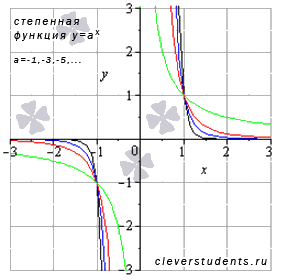 степенная
функция y=aˣ
a=-1,-3,-5,...
y
3
2
1
-3
-2
-1
0
1
2
3
x
-1
-2
-3
cleverstudents.ru